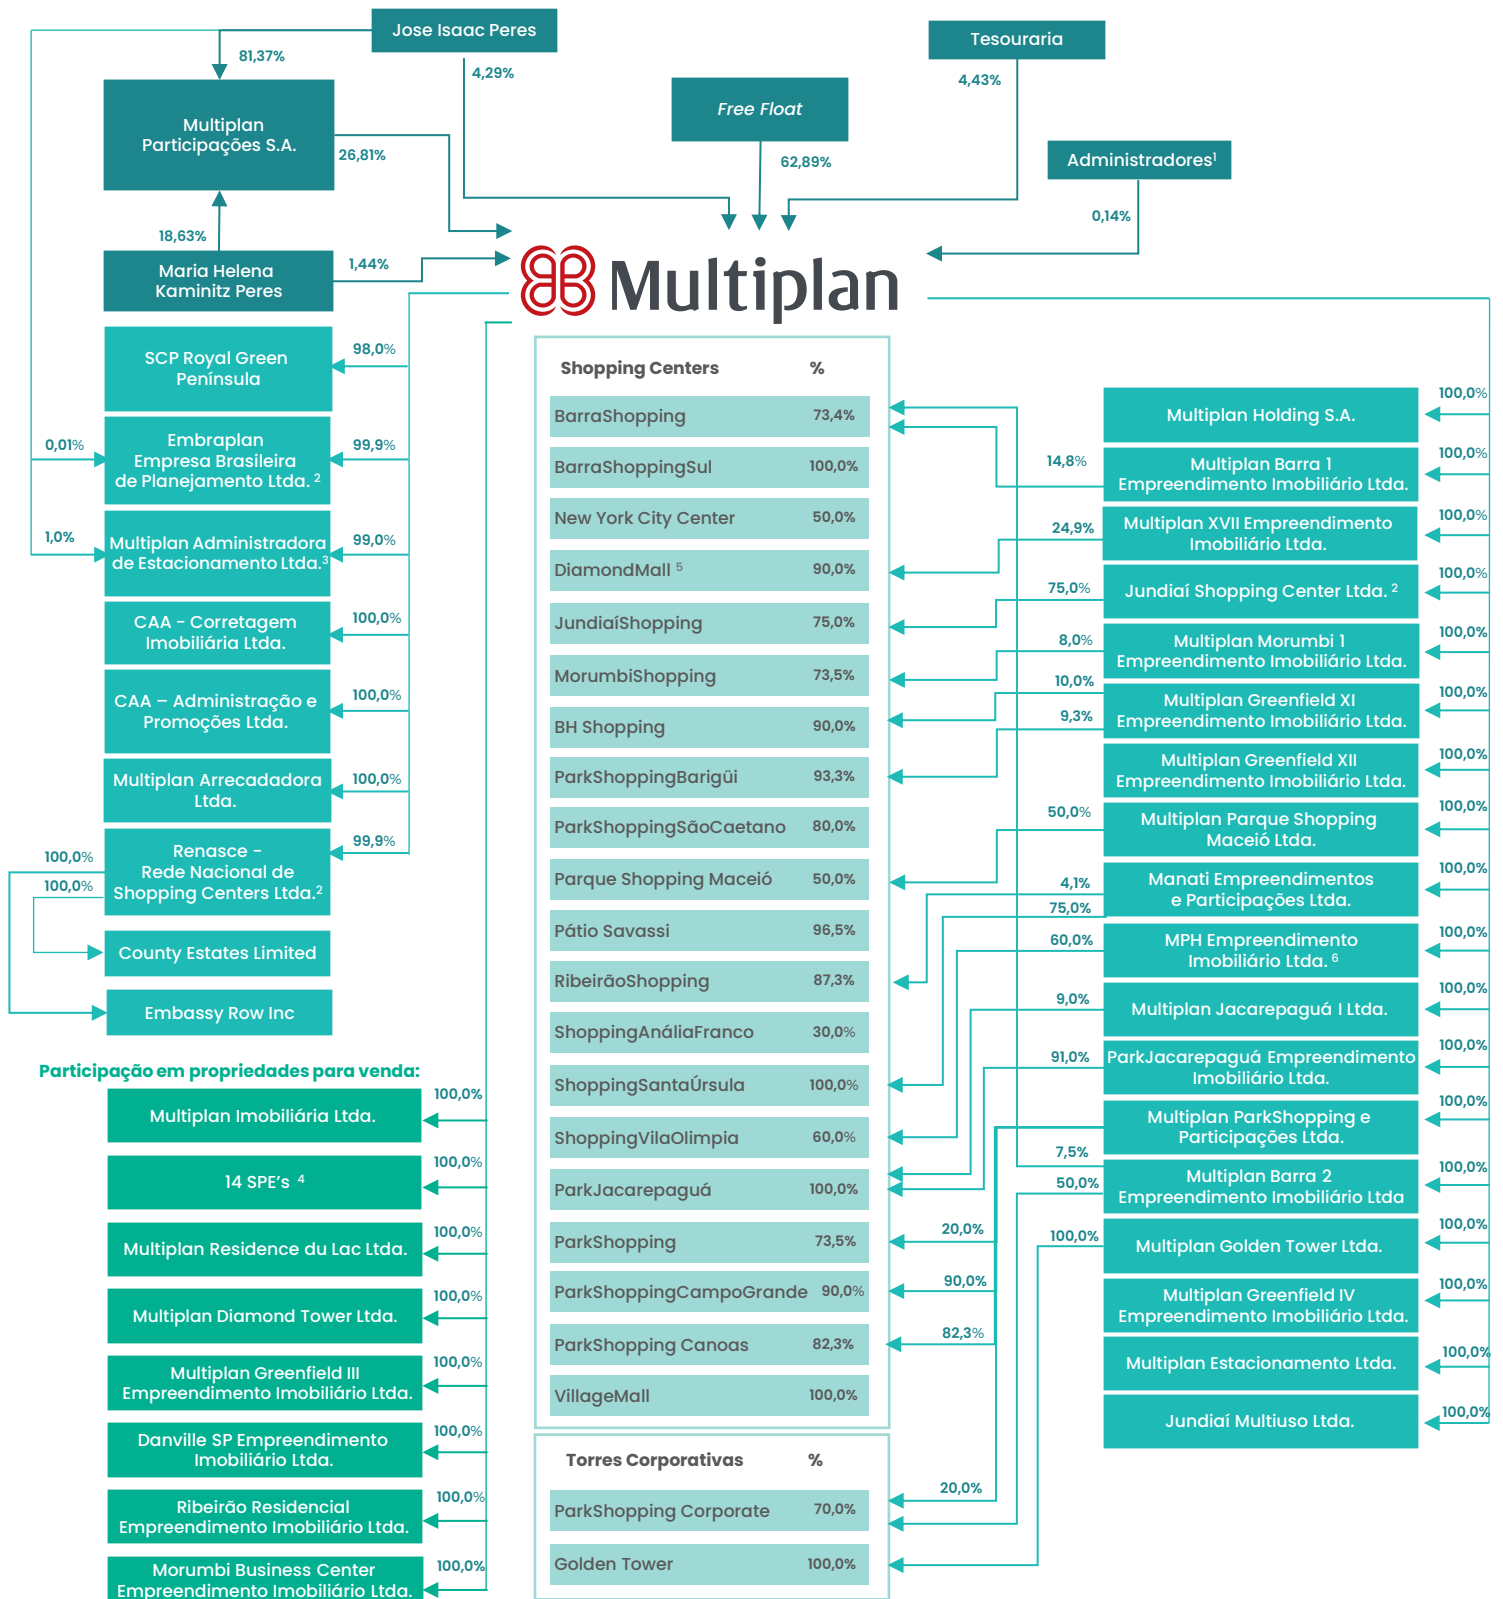 Jose Isaac Peres
Tesouraria
81,37%
4,29%
4,43%
Free Float
Multiplan
Participações S.A.
26,81%
62,89%
Administradores¹
0,14%
18,63%
Maria Helena
Kaminitz Peres
1,44%
Multiplan
SCP Royal Green
Península
98,0%
0,01%
Embraplan
Empresa Brasileira
de Planejamento Ltda. ²
99,9%
1,0%
Multiplan Administradora
de Estacionamento Ltda.³
99,0%
CAA - Corretagem
Imobiliária Ltda.
100,0%
CAA – Administração e
Promoções Ltda.
100,0%
Multiplan Arrecadadora
Ltda.
100,0%
Renasce -
Rede Nacional de
Shopping Centers Ltda.²
99,9%
100,0%
100,0%
County Estates Limited
Embassy Row Inc
Participação em propriedades para venda:
Multiplan Imobiliária Ltda.
100,0%
14 SPE's ⁴
100,0%
Multiplan Residence du Lac Ltda.
100,0%
Multiplan Diamond Tower Ltda.
100,0%
Multiplan Greenfield III
Empreendimento Imobiliário Ltda.
100,0%
Danville SP Empreendimento
Imobiliário Ltda.
100,0%
Ribeirão Residencial
Empreendimento Imobiliário Ltda.
100,0%
Morumbi Business Center
Empreendimento Imobiliário Ltda.
100,0%
Shopping Centers %
BarraShopping 73,4%
BarraShoppingSul 100,0%
New York City Center 50,0%
DiamondMall ⁵ 90,0%
JundiaíShopping 75,0%
MorumbiShopping 73,5%
BH Shopping 90,0%
ParkShoppingBarigüi 93,3%
ParkShoppingSãoCaetano 80,0%
Parque Shopping Maceió 50,0%
Pátio Savassi 96,5%
RibeirãoShopping 87,3%
ShoppingAnáliaFranco 30,0%
ShoppingSantaÚrsula 100,0%
ShoppingVilaOlimpia 60,0%
ParkJacarepaguá 100,0%
ParkShopping 73,5%
ParkShoppingCampoGrande 90,0%
ParkShopping Canoas 82,3%
VillageMall 100,0%
Torres Corporativas %
ParkShopping Corporate 70,0%
Golden Tower 100,0%
Multiplan Holding S.A.
100,0%
14,8%
Multiplan Barra 1
Empreendimento Imobiliário Ltda.
100,0%
24,9%
Multiplan XVII Empreendimento
Imobiliário Ltda.
100,0%
75,0%
Jundiaí Shopping Center Ltda. ²
100,0%
8,0%
Multiplan Morumbi 1
Empreendimento Imobiliário Ltda.
100,0%
10,0%
9,3%
Multiplan Greenfield XI
Empreendimento Imobiliário Ltda.
100,0%
Multiplan Greenfield XII
Empreendimento Imobiliário Ltda.
100,0%
50,0%
Multiplan Parque Shopping
Maceió Ltda.
100,0%
4,1%
75,0%
Manati Empreendimentos
e Participações Ltda.
100,0%
60,0%
MPH Empreendimento
Imobiliário Ltda. ⁶
100,0%
9,0%
Multiplan Jacarepaguá I Ltda.
100,0%
91,0%
ParkJacarepaguá Empreendimento
Imobiliário Ltda.
100,0%
Multiplan ParkShopping e
Participações Ltda.
100,0%
20,0%
90,0%
82,3%
20,0%
7,5%
50,0%
Multiplan Barra 2
Empreendimento Imobiliário Ltda
100,0%
100,0%
Multiplan Golden Tower Ltda.
100,0%
Multiplan Greenfield IV
Empreendimento Imobiliário Ltda.
100,0%
Multiplan Estacionamento Ltda.
100,0%
Jundiaí Multiuso Ltda.
100,0%